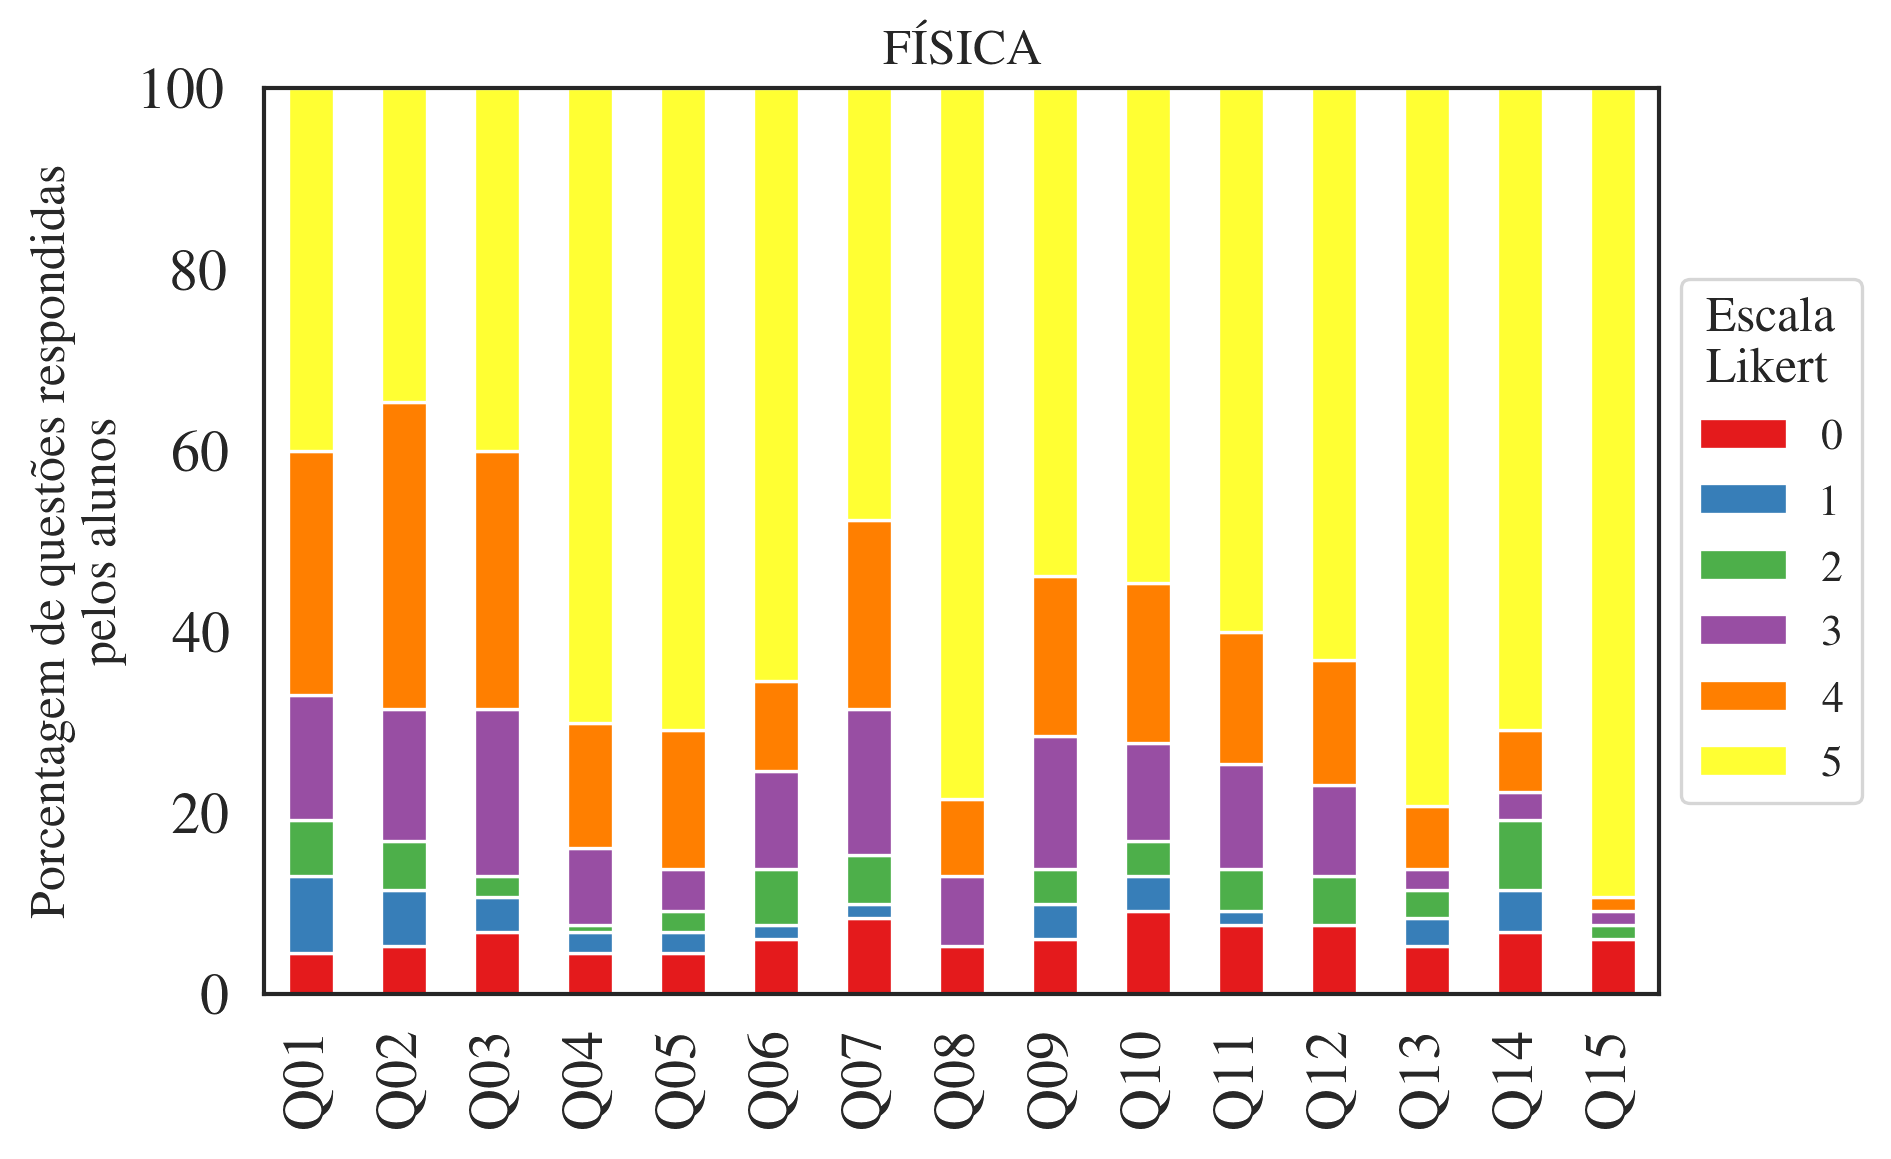 FÍSICA
Porcentagem de questões respondidas
pelos alunos
100
80
60
40
20
0
Q01
Q02
Q03
Q04
Q05
Q06
Q07
Q08
Q09
Q10
Q11
Q12
Q13
Q14
Q15
Escala
Likert
0
1
2
3
4
5